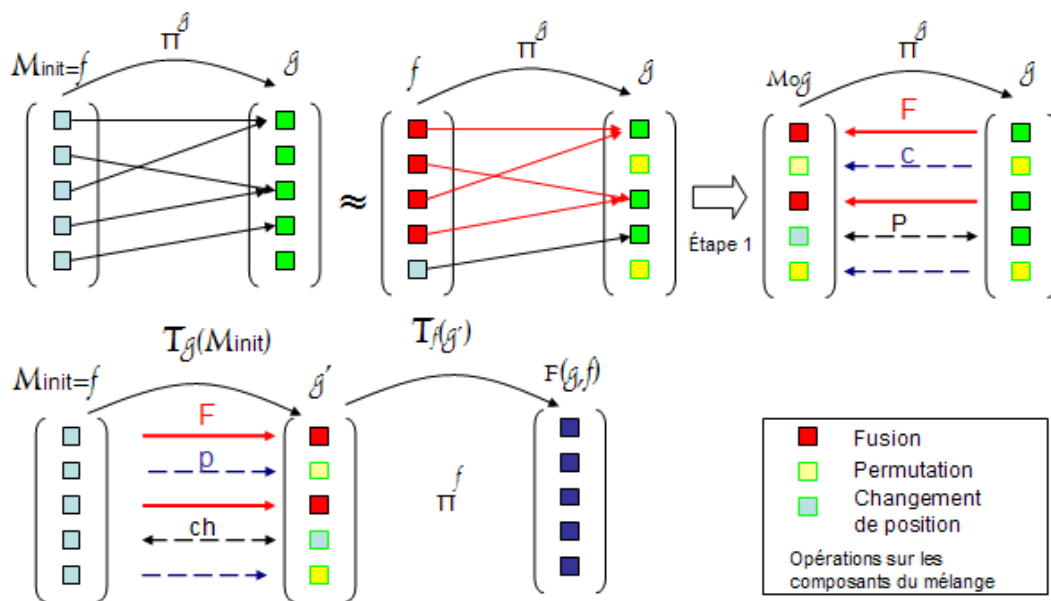 π^g π^g π^g
Minit=f g f g Mog g
F
C
≈
P
Étape 1
Tg(Minit) Tf(g')
Minit=f g' F(g,f)
F
p
π^f
ch
Fusion
Permutation
Changement
de position
Opérations sur les
composants du mélange